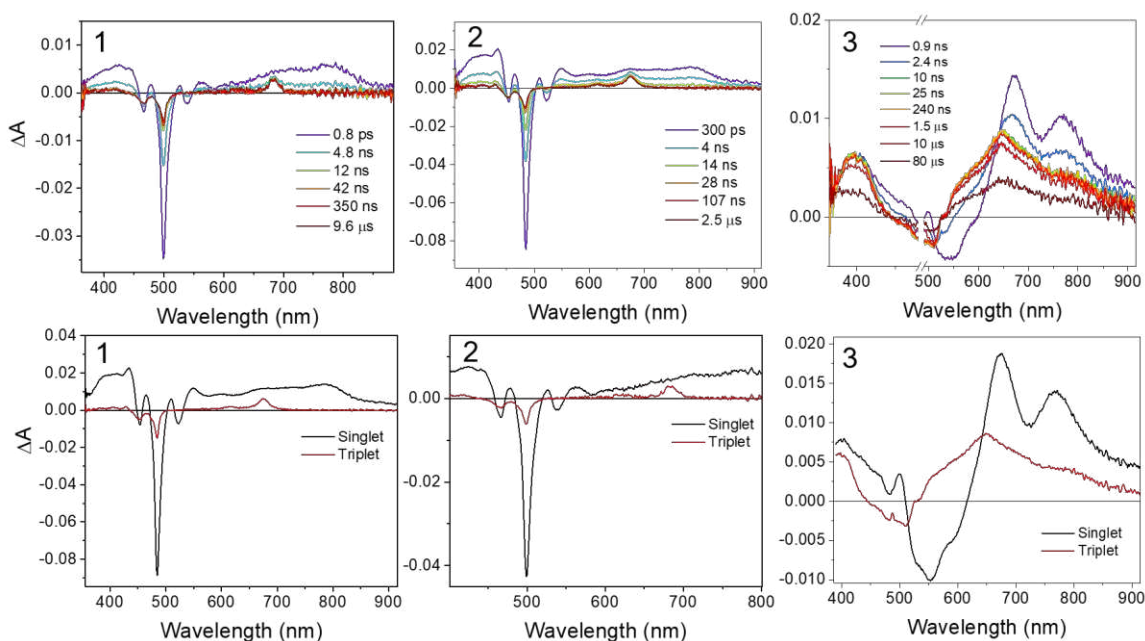 1
0.005
0.00
-0.01
-0.02
-0.03
ΔA
0.8 ps
4.8 ns
12 ns
42 ns
350 ns
9.6 μs
400 500 600 700 800
Wavelength (nm)
2
0.02
0.00
-0.02
-0.04
-0.06
-0.08
300 ps
4 ns
14 ns
28 ns
107 ns
2.5 μs
400 500 600 700 800 900
Wavelength (nm)
3
0.02
0.01
0.00
0.9 ns
2.4 ns
10 ns
25 ns
240 ns
1.5 μs
10 μs
80 μs
400 500 600 700 800 900
Wavelength (nm)
1
0.04
0.02
0.00
-0.02
-0.04
-0.06
-0.08
ΔA
Singlet
Triplet
400 500 600 700 800 900
Wavelength (nm)
2
0.00
-0.02
-0.04
Singlet
Triplet
400 500 600 700 800
Wavelength (nm)
3
0.020
0.015
0.010
0.005
0.000
-0.005
-0.010
Singlet
Triplet
400 500 600 700 800 900
Wavelength (nm)